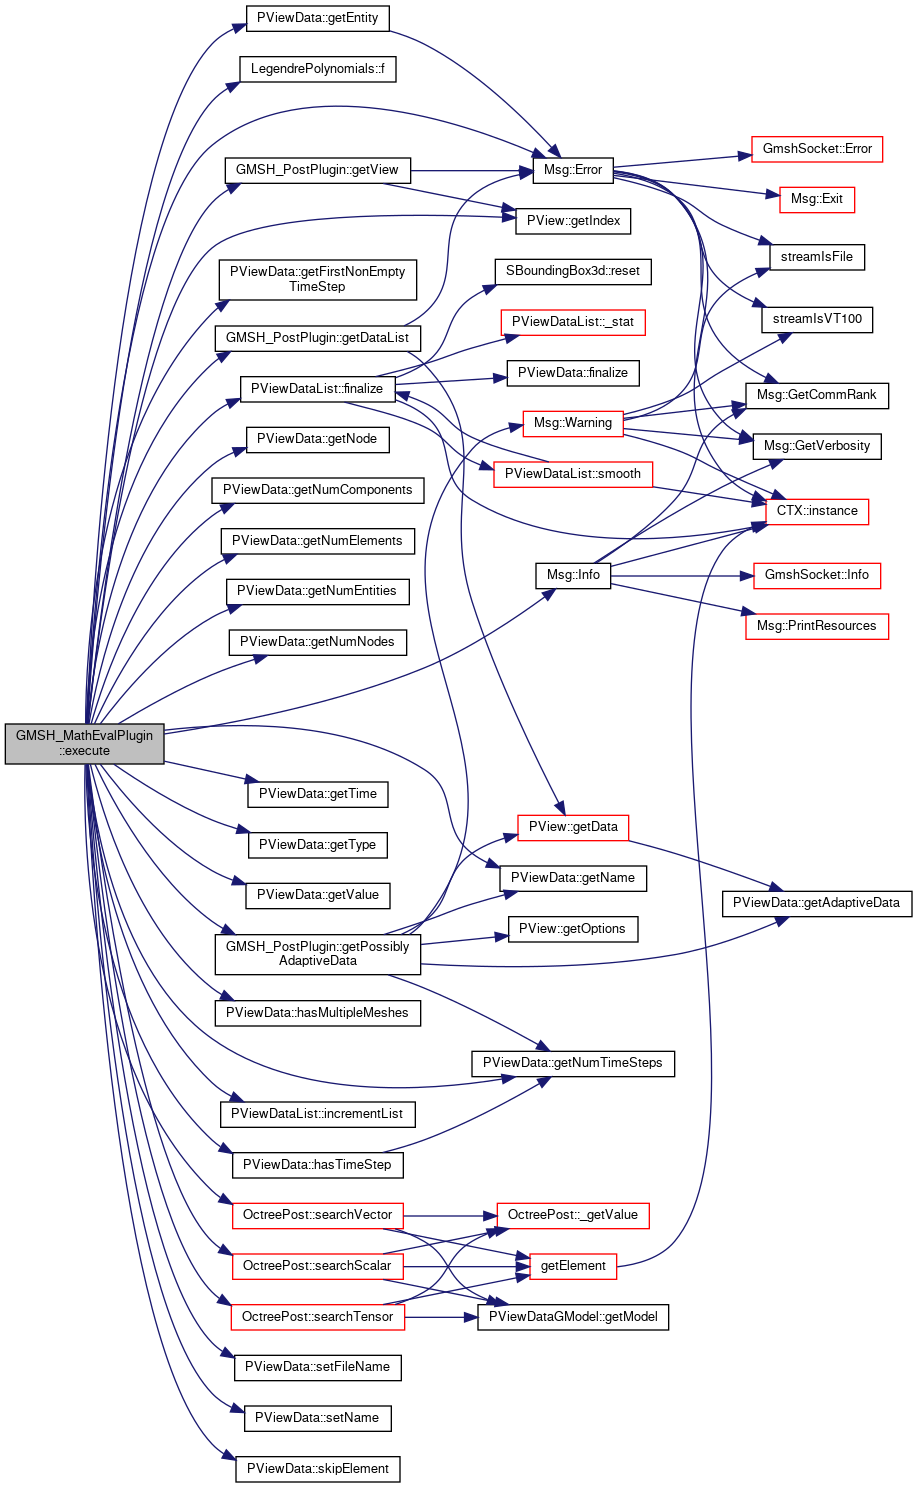 PViewData::getEntity
LegendrePolynomials::f
Msg::Error
GmshSocket::Error
GMSH_PostPlugin::getView
Msg::Exit
PView::getIndex
streamIsFile
PViewData::getFirstNonEmpty
TimeStep
SBoundingBox3d::reset
PViewDataList::_stat
streamIsVT100
GMSH_PostPlugin::getDataList
PViewData::finalize
PViewDataList::finalize
Msg::GetCommRank
Msg::Warning
PViewData::getNode
Msg::GetVerbosity
PViewDataList::smooth
PViewData::getNumComponents
CTX::instance
PViewData::getNumElements
Msg::Info
GmshSocket::Info
PViewData::getNumEntities
Msg::PrintResources
PViewData::getNumNodes
GMSH_MathEvalPlugin
::execute
PViewData::getTime
PView::getData
PViewData::getType
PViewData::getName
PViewData::getValue
PViewData::getAdaptiveData
PView::getOptions
GMSH_PostPlugin::getPossibly
AdaptiveData
PViewData::hasMultipleMeshes
PViewData::getNumTimeSteps
PViewDataList::incrementList
PViewData::hasTimeStep
OctreePost::searchVector
OctreePost::_getValue
OctreePost::searchScalar
getElement
OctreePost::searchTensor
PViewDataGModel::getModel
PViewData::setFileName
PViewData::setName
PViewData::skipElement